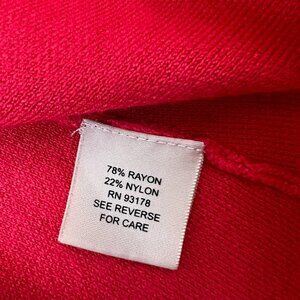 78% RAYON
22% NYLON
RN 93178
SEE REVERSE
FOR CARE